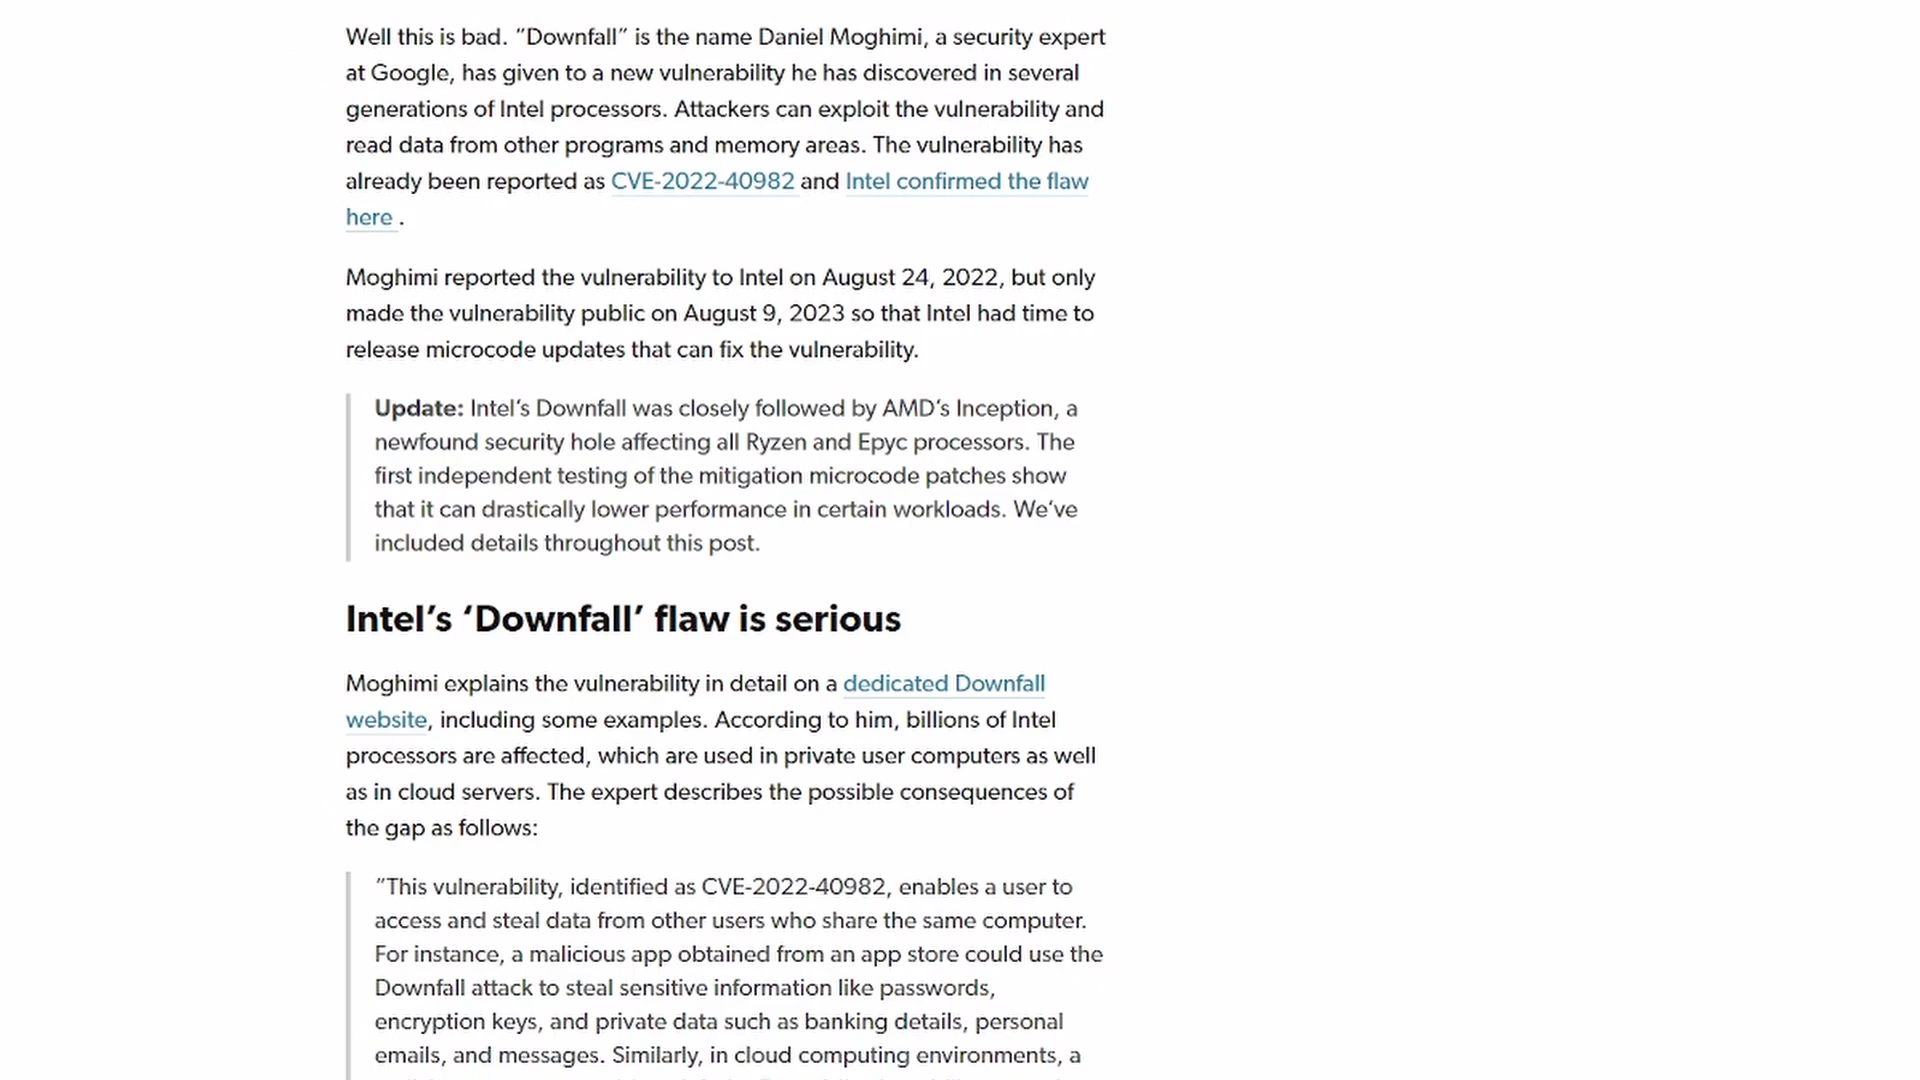 Well this is bad. “Downfall” is the name Daniel Moghimi, a security expert
at Google, has given to a new vulnerability he has discovered in several
generations of Intel processors. Attackers can exploit the vulnerability and
read data from other programs and memory areas. The vulnerability has
already been reported as CVE-2022-40982 and Intel confirmed the flaw
here .
Moghimi reported the vulnerability to Intel on August 24, 2022, but only
made the vulnerability public on August 9, 2023 so that Intel had time to
release microcode updates that can fix the vulnerability.
Update: Intel’s Downfall was closely followed by AMD’s Inception, a
newfound security hole affecting all Ryzen and Epyc processors. The
first independent testing of the mitigation microcode patches show
that it can drastically lower performance in certain workloads. We’ve
included details throughout this post.
Intel’s ‘Downfall’ flaw is serious
Moghimi explains the vulnerability in detail on a dedicated Downfall
website, including some examples. According to him, billions of Intel
processors are affected, which are used in private user computers as well
as in cloud servers. The expert describes the possible consequences of
the gap as follows:
“This vulnerability, identified as CVE-2022-40982, enables a user to
access and steal data from other users who share the same computer.
For instance, a malicious app obtained from an app store could use the
Downfall attack to steal sensitive information like passwords,
encryption keys, and private data such as banking details, personal
emails, and messages. Similarly, in cloud computing environments, a